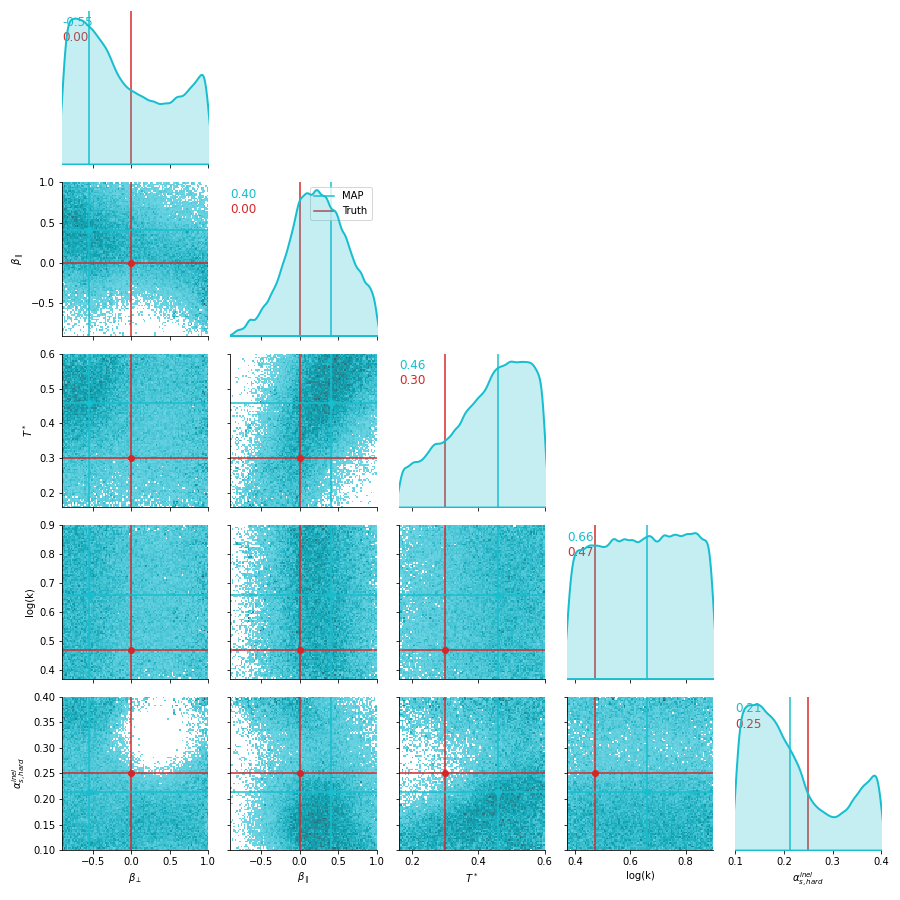 -0.55
0.00
0.40
0.00
MAP
Truth
1.0
0.5
0.0
−0.5
β∥
0.46
0.30
0.6
0.5
0.4
0.3
0.2
T*
0.66
0.47
0.9
0.8
0.7
0.6
0.5
0.4
log(k)
0.21
0.25
0.40
0.35
0.30
0.25
0.20
0.15
0.10
α^{inel}_{s,hard}
−0.5 0.0 0.5 1.0
−0.5 0.0 0.5 1.0
0.2 0.4 0.6
0.4 0.6 0.8
0.1 0.2 0.3 0.4
β⊥
β∥
T*
log(k)
α^{inel}_{s,hard}